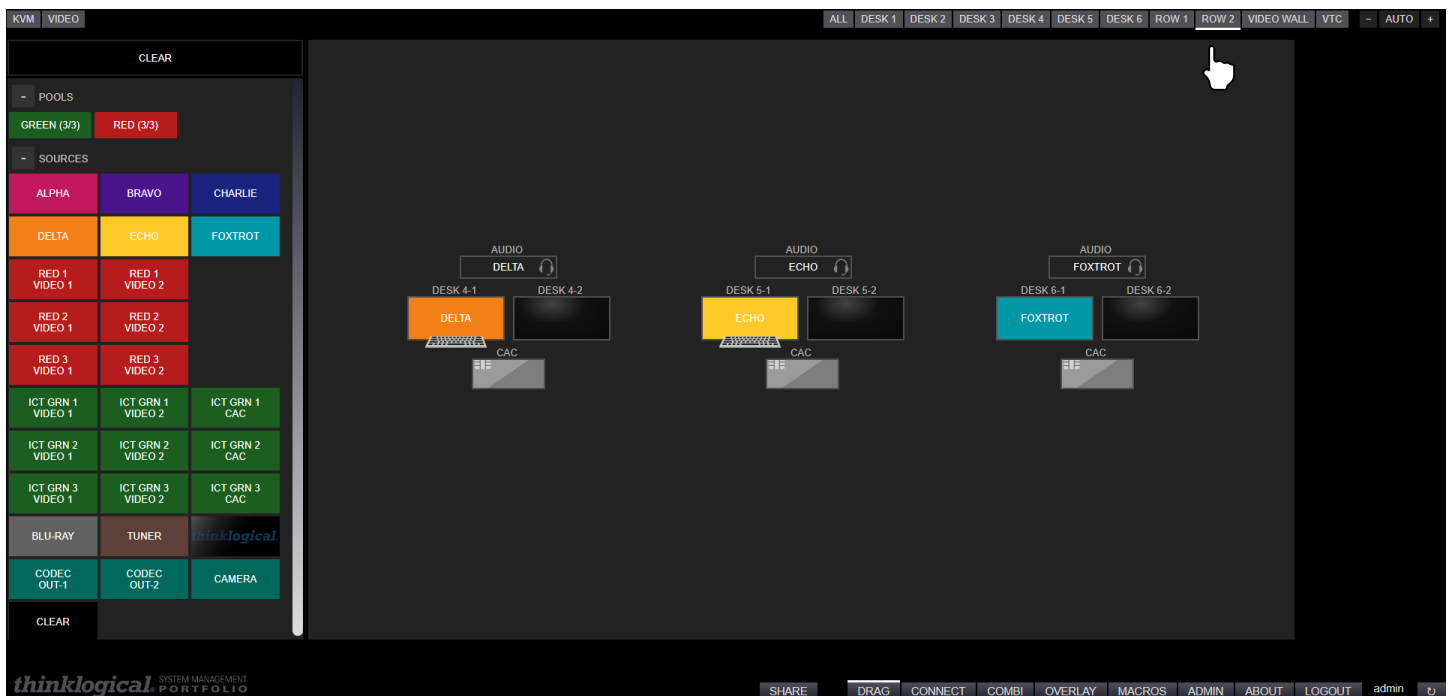 KVM VIDEO ALL DESK 1 DESK 2 DESK 3 DESK 4 DESK 5 DESK 6 ROW 1 ROW 2 VIDEO WALL VTC - AUTO +
CLEAR
- POOLS
GREEN (3/3) RED (3/3)
- SOURCES
ALPHA BRAVO CHARLIE
DELTA ECHO FOXTROT
RED 1 VIDEO 1
RED 1 VIDEO 2
RED 2 VIDEO 1
RED 2 VIDEO 2
RED 3 VIDEO 1
RED 3 VIDEO 2
ICT GRN 1 VIDEO 1
ICT GRN 1 VIDEO 2
ICT GRN 1 CAC
ICT GRN 2 VIDEO 1
ICT GRN 2 VIDEO 2
ICT GRN 2 CAC
ICT GRN 3 VIDEO 1
ICT GRN 3 VIDEO 2
ICT GRN 3 CAC
BLU-RAY TUNER thinklogical.
CODEC OUT-1
CODEC OUT-2
CAMERA
CLEAR
AUDIO AUDIO AUDIO
DELTA ECHO FOXTROT
DESK 4-1 DESK 4-2 DESK 5-1 DESK 5-2 DESK 6-1 DESK 6-2
DELTA ECHO FOXTROT
CAC CAC CAC
thinklogical. SYSTEM MANAGEMENT
PORTFOLIO
SHARE DRAG CONNECT COMBI OVERLAY MACROS ADMIN ABOUT LOGOUT admin ↻